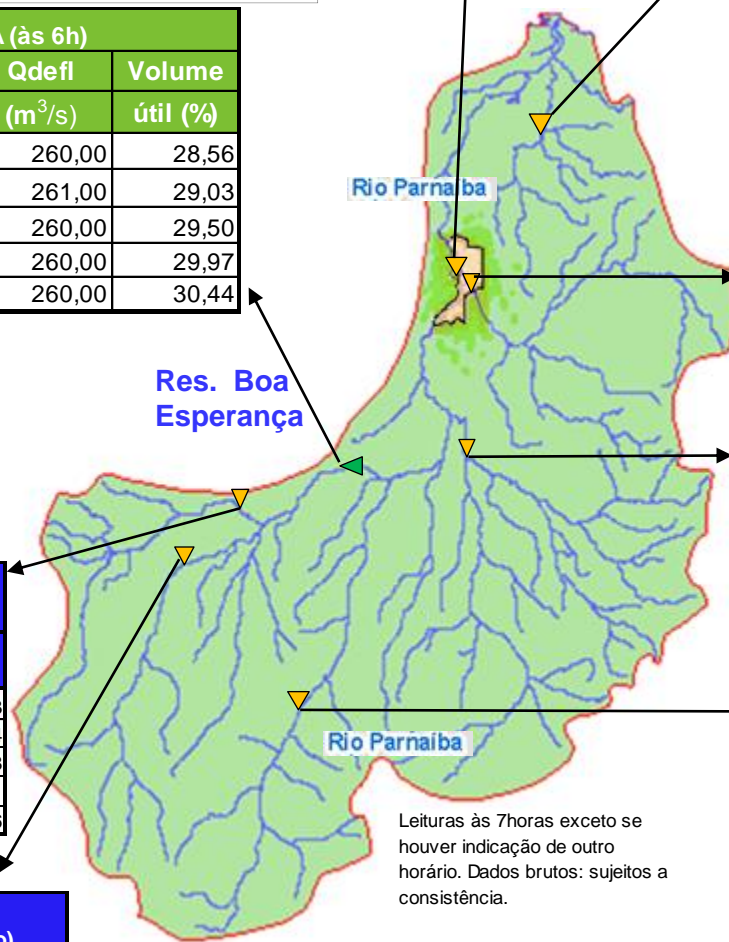 A (às 6h)
Qdefl Volume
(m³/s) útil (%)
260,00 28,56
261,00 29,03
260,00 29,50
260,00 29,97
260,00 30,44
Rio Parnaíba
Res. Boa
Esperança
Rio Parnaíba
Leituras às 7horas exceto se
houver indicação de outro
horário. Dados brutos: sujeitos a
consistência.